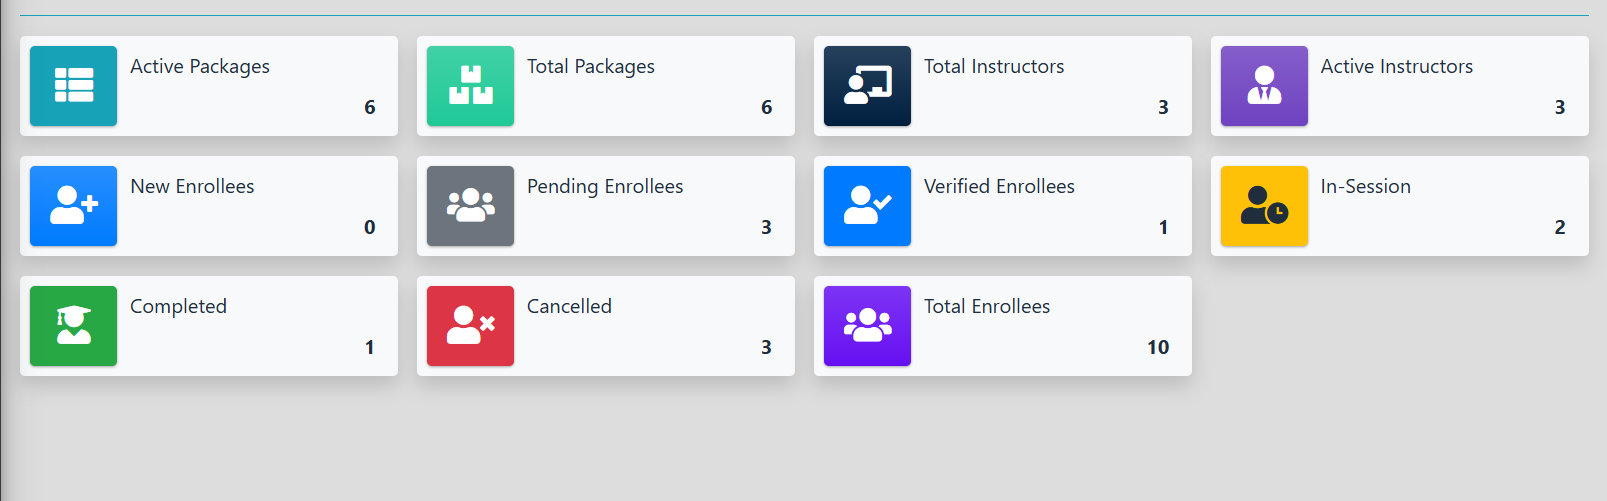 Active Packages
6
Total Packages
6
Total Instructors
3
Active Instructors
3
New Enrollees
0
Pending Enrollees
3
Verified Enrollees
1
In-Session
2
Completed
1
Cancelled
3
Total Enrollees
10